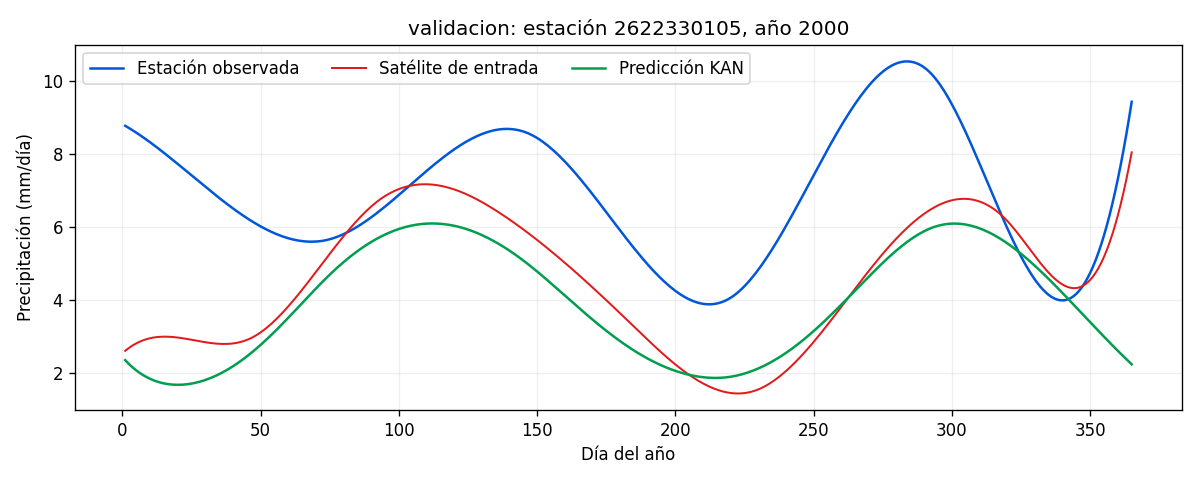 validacion: estación 2622330105, año 2000
Estación observada
Satélite de entrada
Predicción KAN
Precipitación (mm/día)
10
8
6
4
2
0 50 100 150 200 250 300 350
Día del año